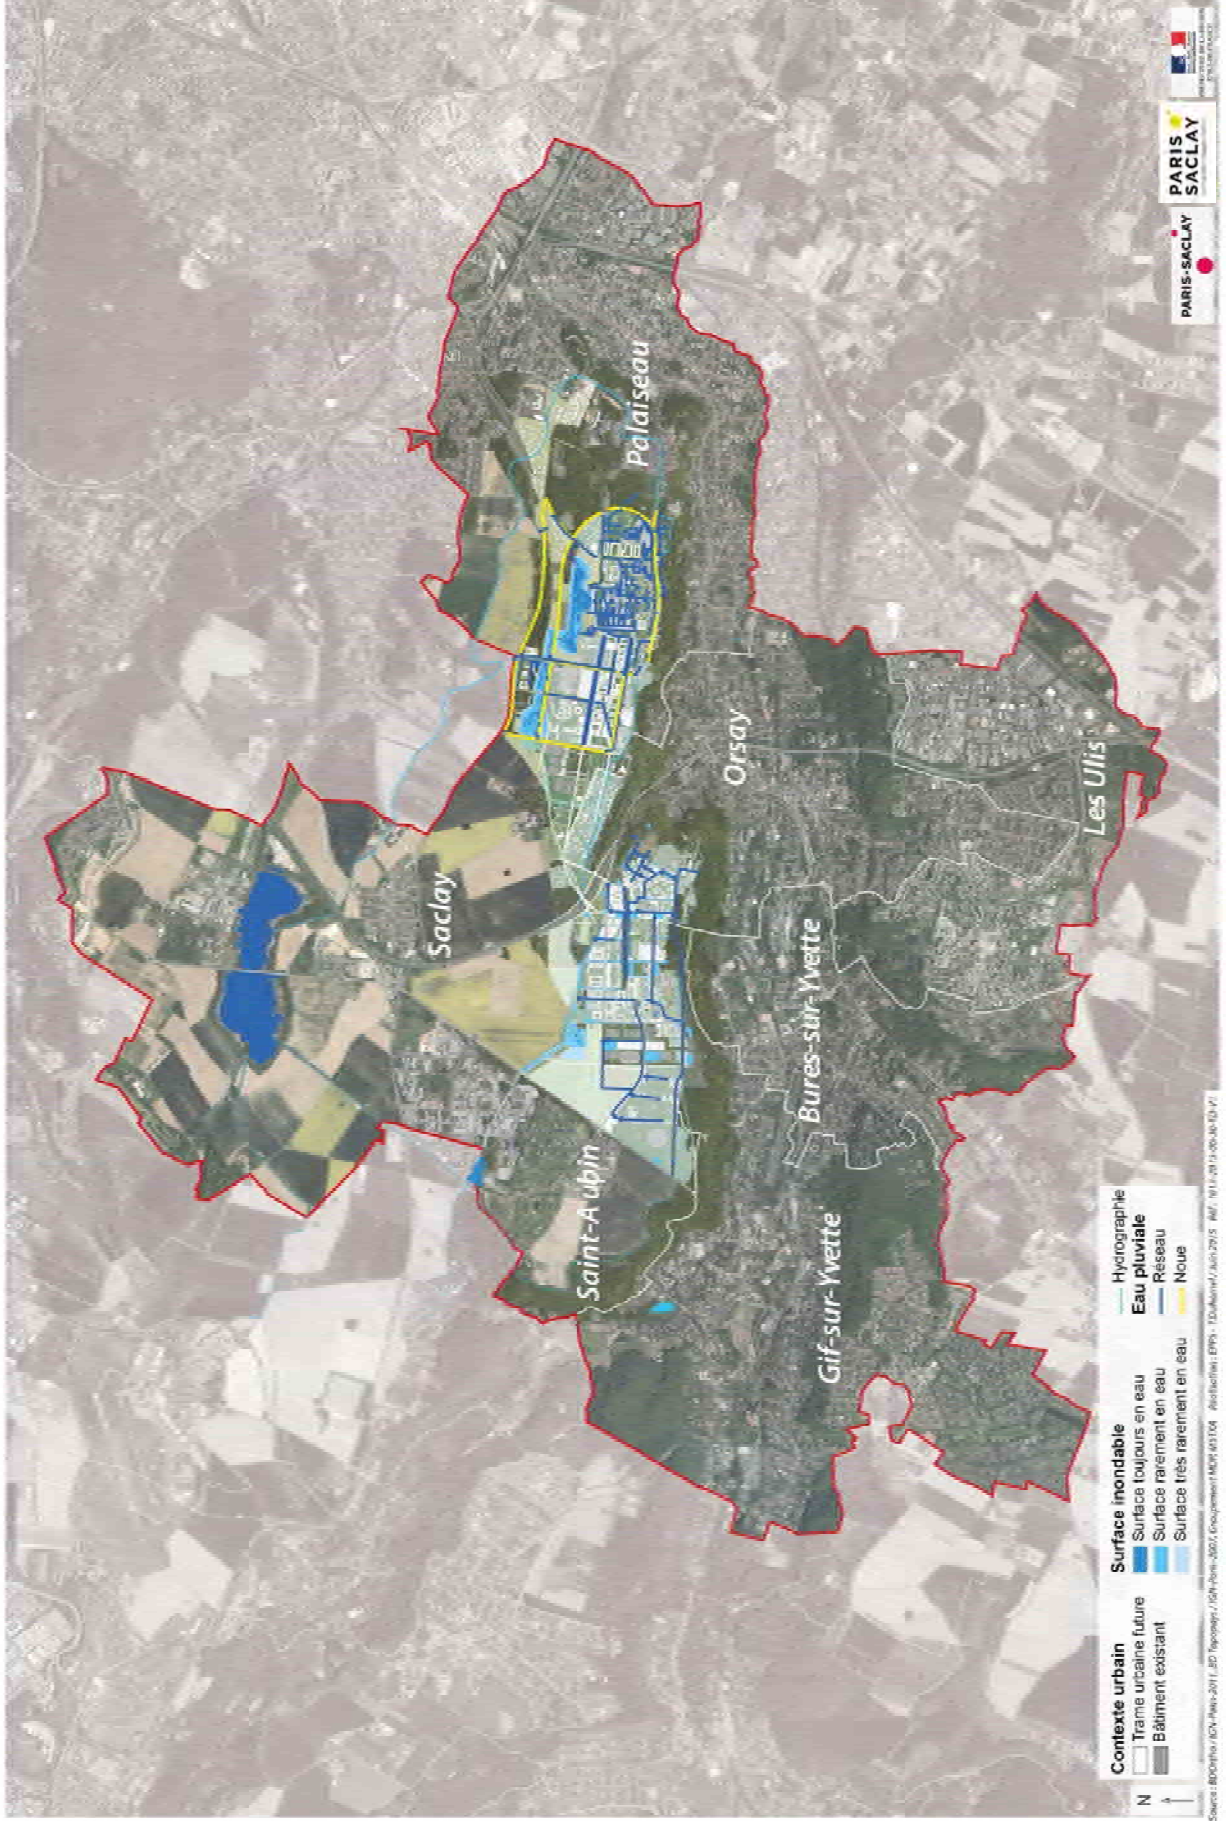 Saclay
Palaiseau
Saint-Aubin
Orsay
Gif-sur-Yvette
Bures-sur-Yvette
Les Ulis
N
Contexte urbain
Trame urbaine future
Bâtiment existant
Surface inondable
Surface toujours en eau
Surface rarement en eau
Surface très rarement en eau
Hydrographie
Eau pluviale
Réseau
Noue
PARIS-SACLAY
PARIS
SACLAY